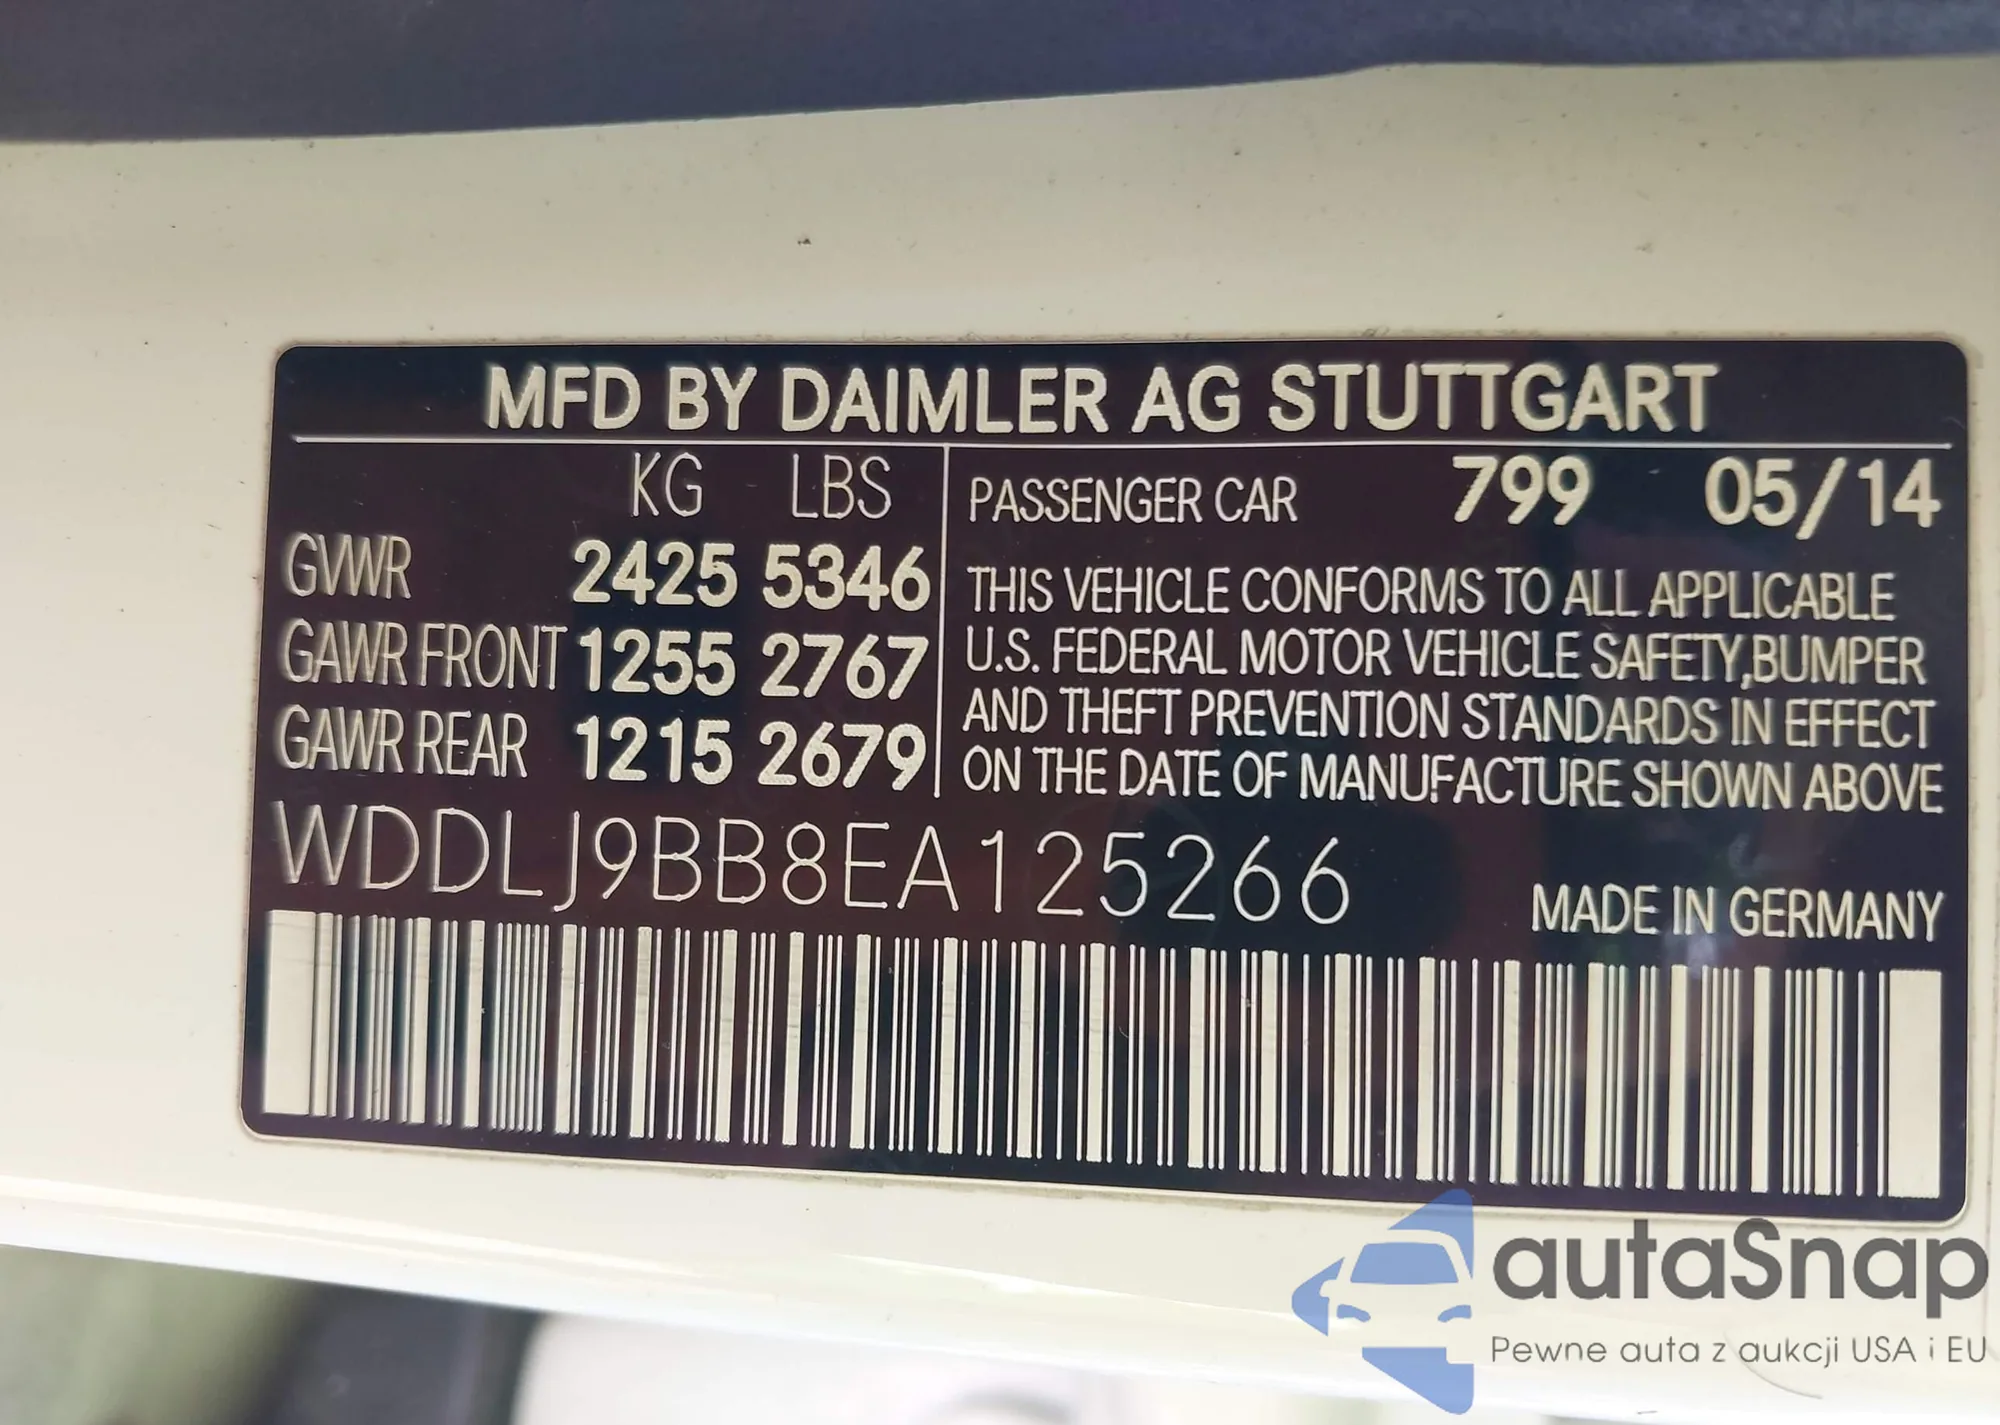 MFD BY DAIMLER AG STUTTGART
KG LBS
GVWR 2425 5346
GAWR FRONT 1255 2767
GAWR REAR 1215 2679
PASSENGER CAR 799 05/14
THIS VEHICLE CONFORMS TO ALL APPLICABLE
U.S. FEDERAL MOTOR VEHICLE SAFETY,BUMPER
AND THEFT PREVENTION STANDARDS IN EFFECT
ON THE DATE OF MANUFACTURE SHOWN ABOVE
WDDLJ9BB8EA125266
MADE IN GERMANY
autaSnap
Pewne auta z aukcji USA i EU